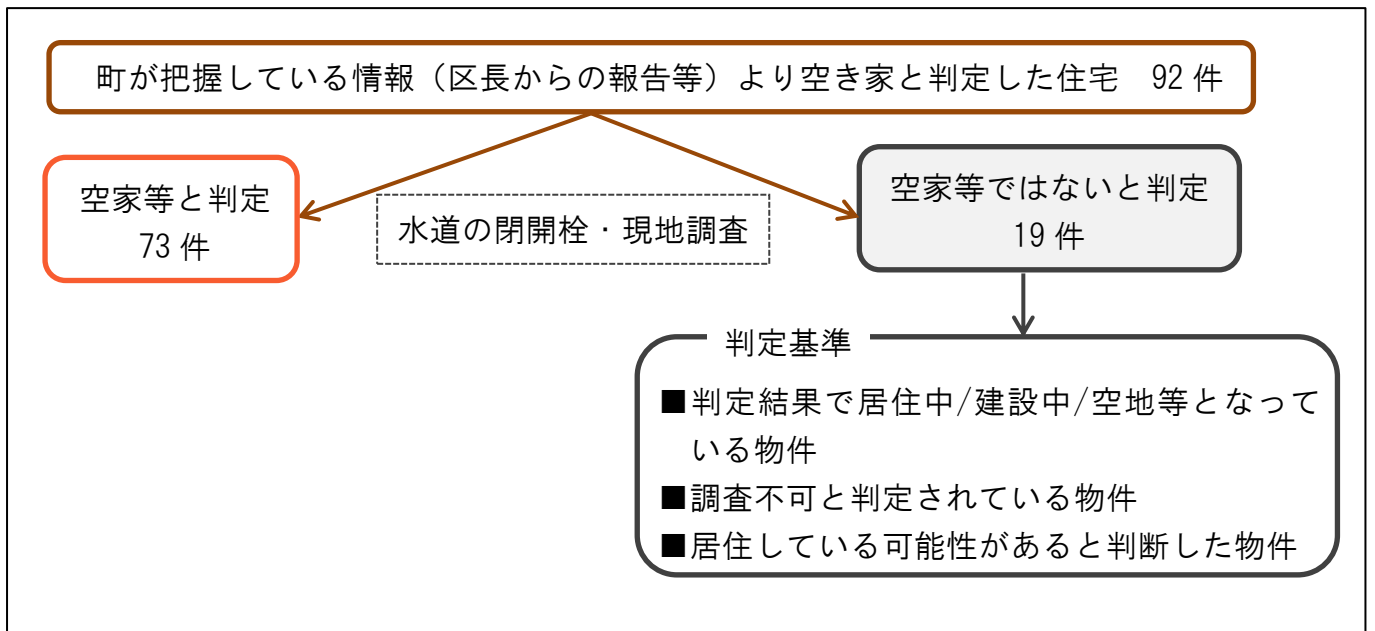 町が把握している情報（区長からの報告等）より空き家と判定した住宅　92 件
空家等と判定
73 件
水道の閉開栓・現地調査
空家等ではないと判定
19 件
判定基準
■判定結果で居住中/建設中/空地等となって
いる物件
■調査不可と判定されている物件
■居住している可能性があると判断した物件